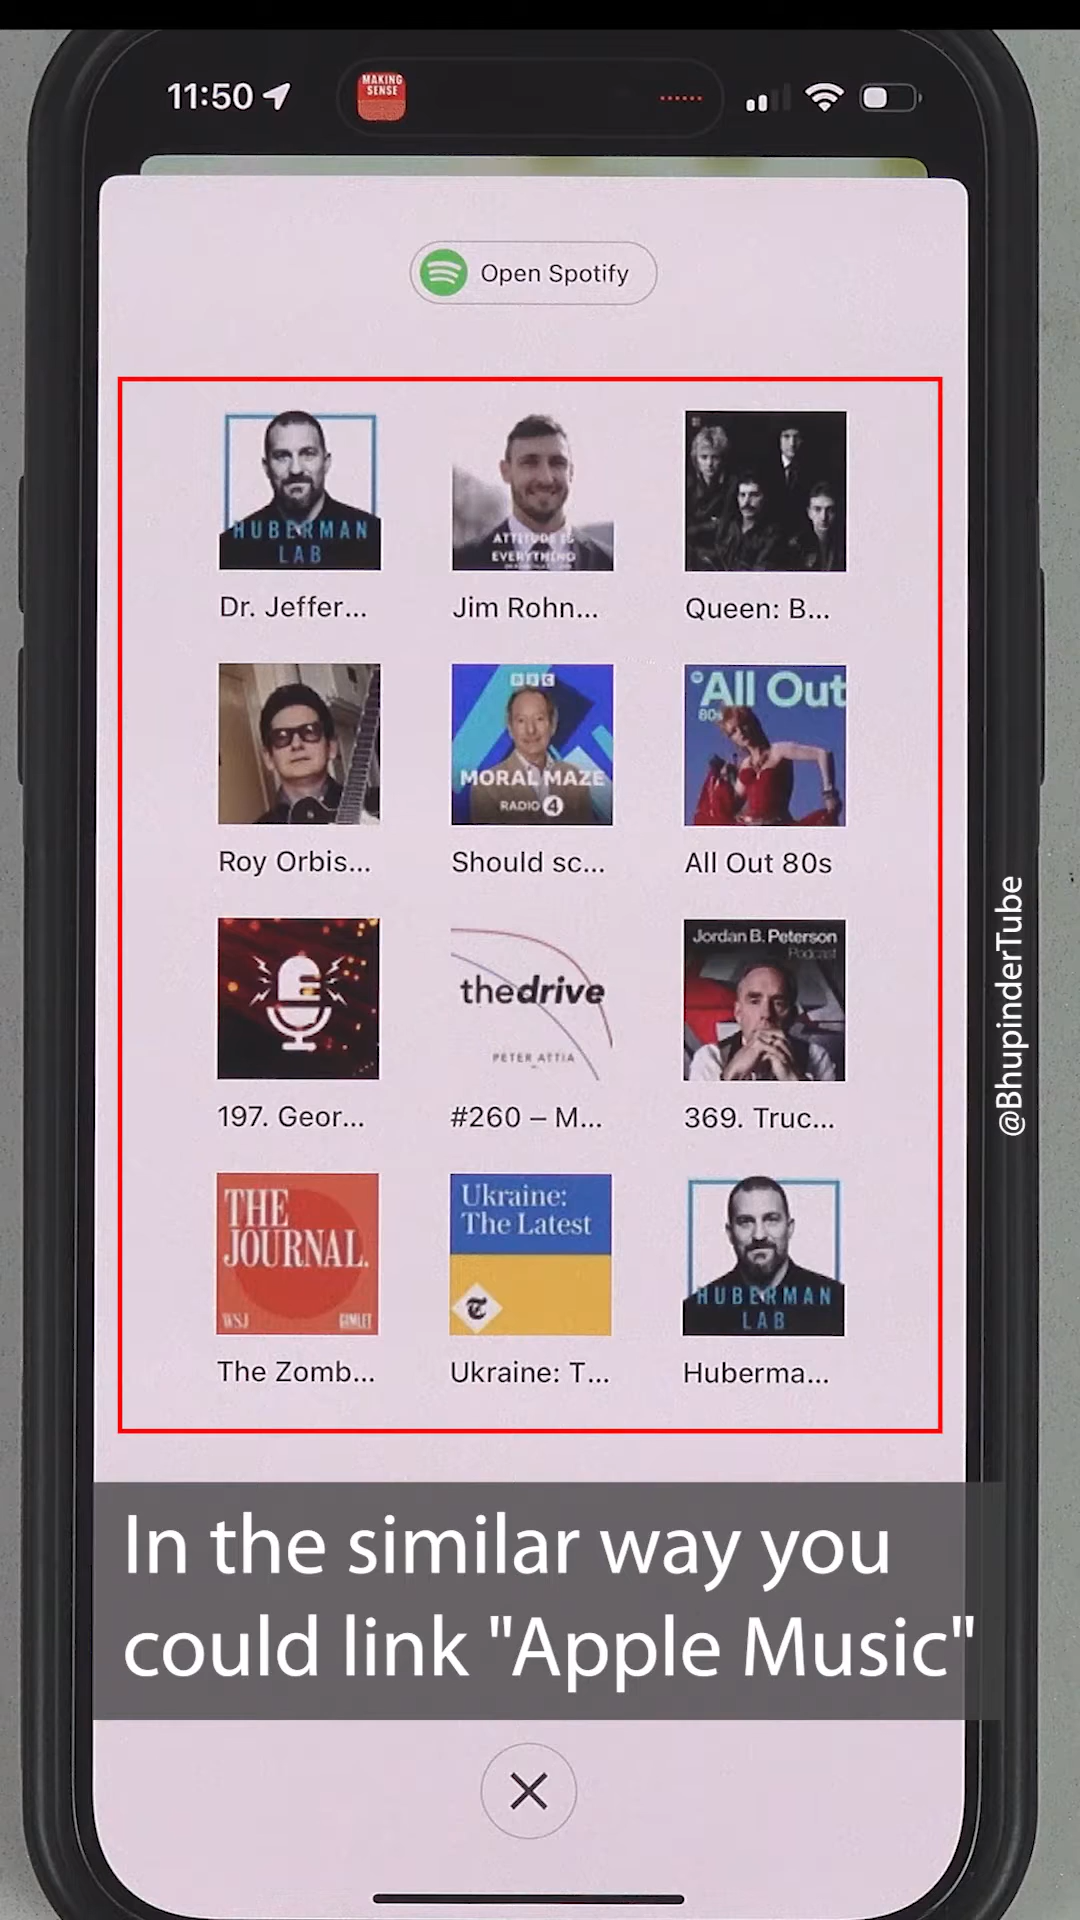 11:50
MAKING
SENSE
Open Spotify
HUBERMAN
LAB
ATTITUDE IS
EVERYTHING
Dr. Jeffer...
Jim Rohn...
Queen: B...
BBC
MORAL MAZE
RADIO 4
All Out
80s
Roy Orbis...
Should sc...
All Out 80s
thedrive
PETER ATTIA
Jordan B. Peterson
Podcast
197. Geor...
#260 – M...
369. Truc...
THE
JOURNAL.
WSJ
GIMLET
Ukraine:
The Latest
HUBERMAN
LAB
The Zomb...
Ukraine: T...
Huberma...
In the similar way you
could link "Apple Music"
@BhupinderTube